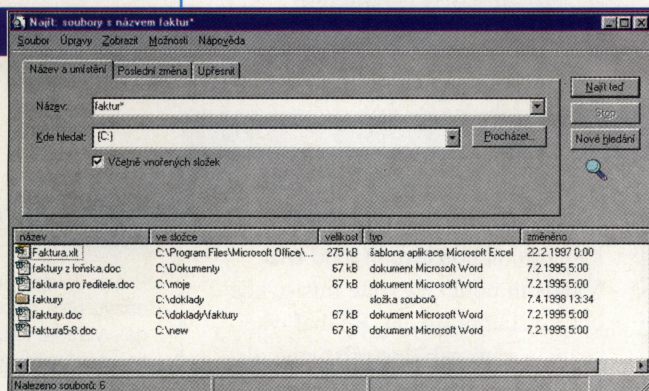 Najít: soubory s názvem faktur*
Soubor Úpravy Zobrazit Možnosti Nápověda
Název a umístění Poslední změna Upřesnit
Název: faktur*
Kde hledat: (C:)
Procházet...
Včetně vnořených složek
Najít teď
Stop
Nové hledání
název ve složce velikost typ změněno
Faktura.xlt C:\Program Files\Microsoft Office\... 275 kB šablona aplikace Microsoft Excel 22.2.1997 0:00
faktury z loňska.doc C:\Dokumenty 67 kB dokument Microsoft Word 7.2.1995 5:00
faktura pro ředitele.doc C:\moje 67 kB dokument Microsoft Word 7.2.1995 5:00
faktury C:\doklady složka souborů 7.4.1998 13:34
faktury.doc C:\doklady\faktury 67 kB dokument Microsoft Word 7.2.1995 5:00
faktura5-8.doc C:\new 67 kB dokument Microsoft Word 7.2.1995 5:00
Nalezeno souborů: 6